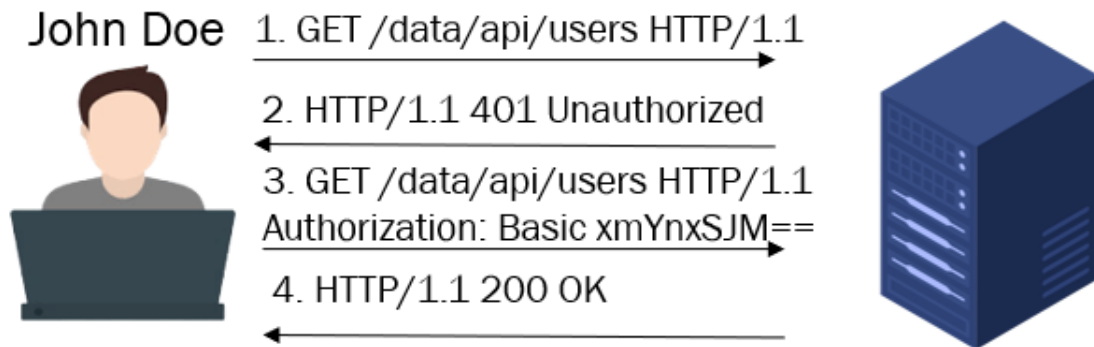 John Doe
1. GET /data/api/users HTTP/1.1
2. HTTP/1.1 401 Unauthorized
3. GET /data/api/users HTTP/1.1
Authorization: Basic xmYnxSJM==
4. HTTP/1.1 200 OK